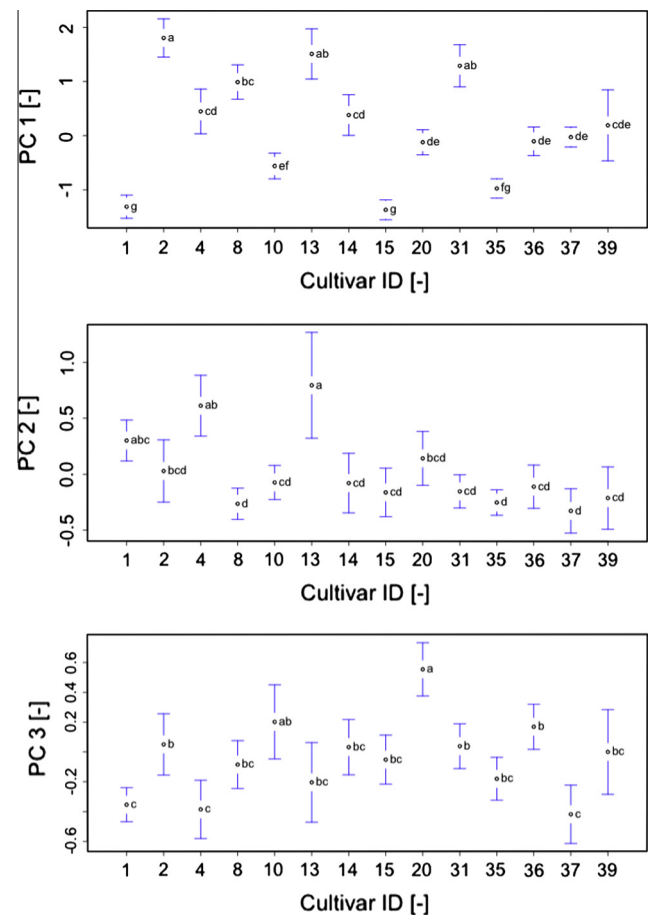 PC 1 [-]
2
1
0
-1
a
ab
ab
bc
cd
cd
cde
de
de
de
ef
fg
g
g
1 2 4 8 10 13 14 15 20 31 35 36 37 39
Cultivar ID [-]
PC 2 [-]
1.0
0.5
0.0
-0.5
a
ab
abc
bcd
bcd
cd
cd
cd
cd
cd
cd
d
d
d
1 2 4 8 10 13 14 15 20 31 35 36 37 39
Cultivar ID [-]
PC 3 [-]
0.6
0.2
-0.2
-0.6
a
ab
b
b
b
bc
bc
bc
bc
bc
bc
c
c
c
1 2 4 8 10 13 14 15 20 31 35 36 37 39
Cultivar ID [-]